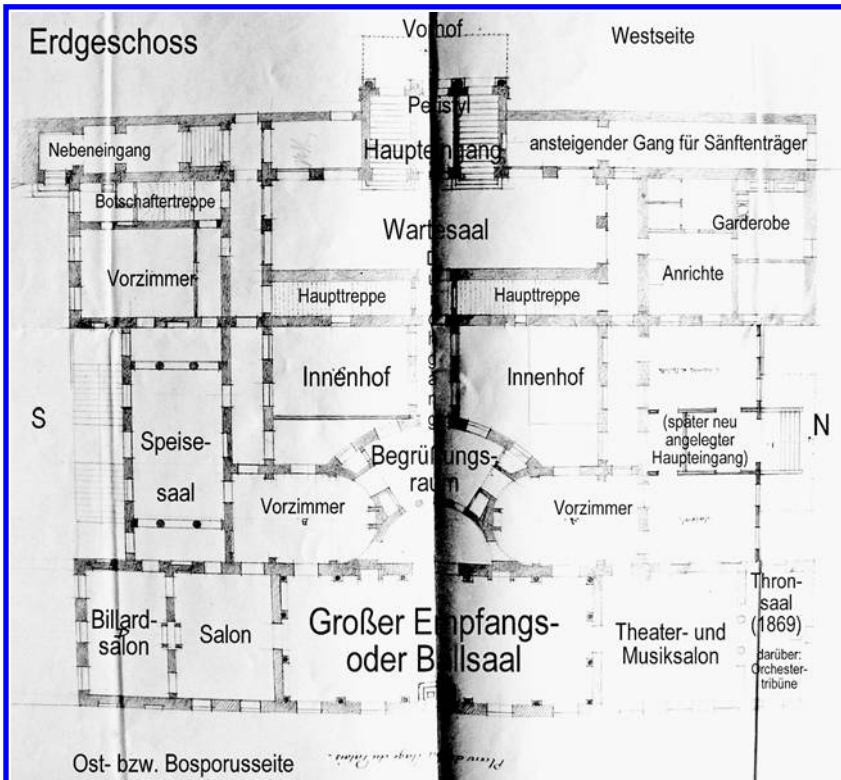 Erdgeschoss
Vorhof
Westseite
Peristyl
Nebeneingang
Haupteingang
ansteigender Gang für Sänftenträger
Botschaftertreppe
Wartesaal
Garderobe
Vorzimmer
Anrichte
Haupttreppe
Haupttreppe
Durchgang
Innenhof
Innenhof
S
Speise-
saal
(später neu
angelegter
Haupteingang)
N
Begrüßungs-
raum
Vorzimmer
B
Vorzimmer
A.
Billard-
salon
Salon
Großer Empfangs-
oder Ballsaal
Theater- und
Musiksalon
Thron-
saal
(1869)
darüber:
Orchester-
tribüne
Ost- bzw. Bosporusseite